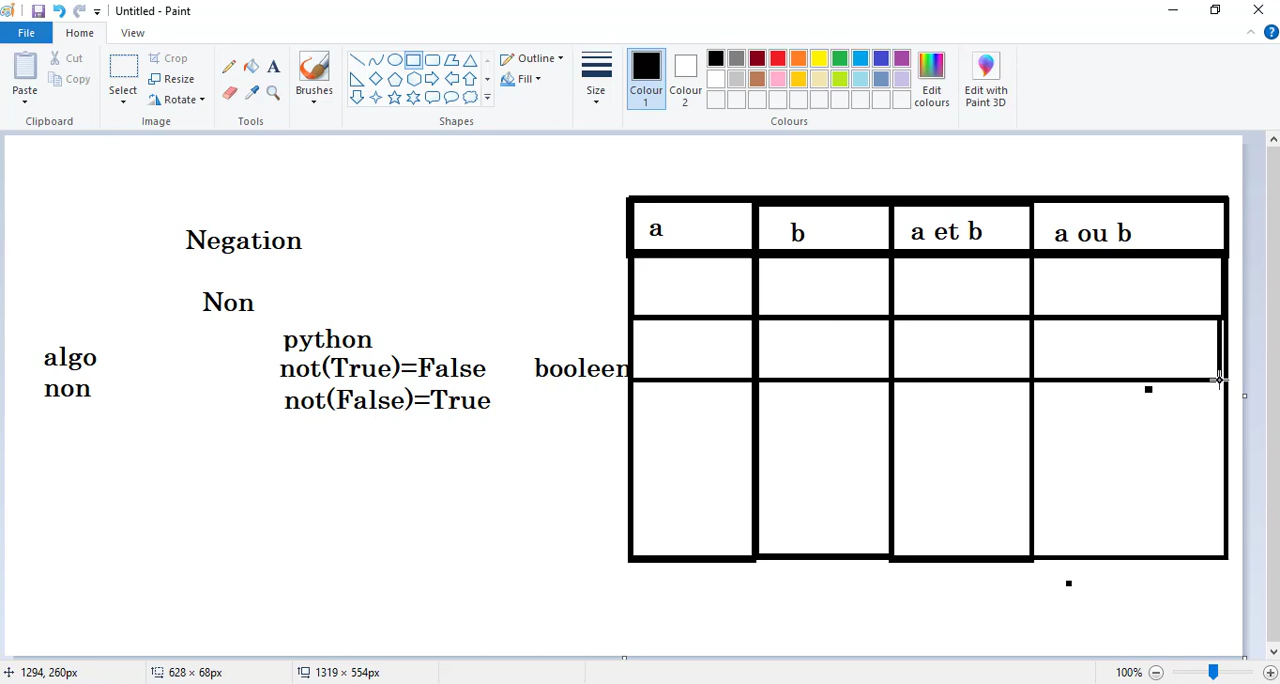 Untitled - Paint
File Home View
Paste
Cut
Copy
Clipboard
Select
Crop
Resize
Rotate
Image
Tools
Brushes
Shapes
Outline
Fill
Size
Colour 1
Colour 2
Edit colours
Edit with Paint 3D
Colours
Negation
Non
algo
non
python
not(True)=False
not(False)=True
booleen
a b a et b a ou b
1294, 260px 628 × 68px 1319 × 554px 100%